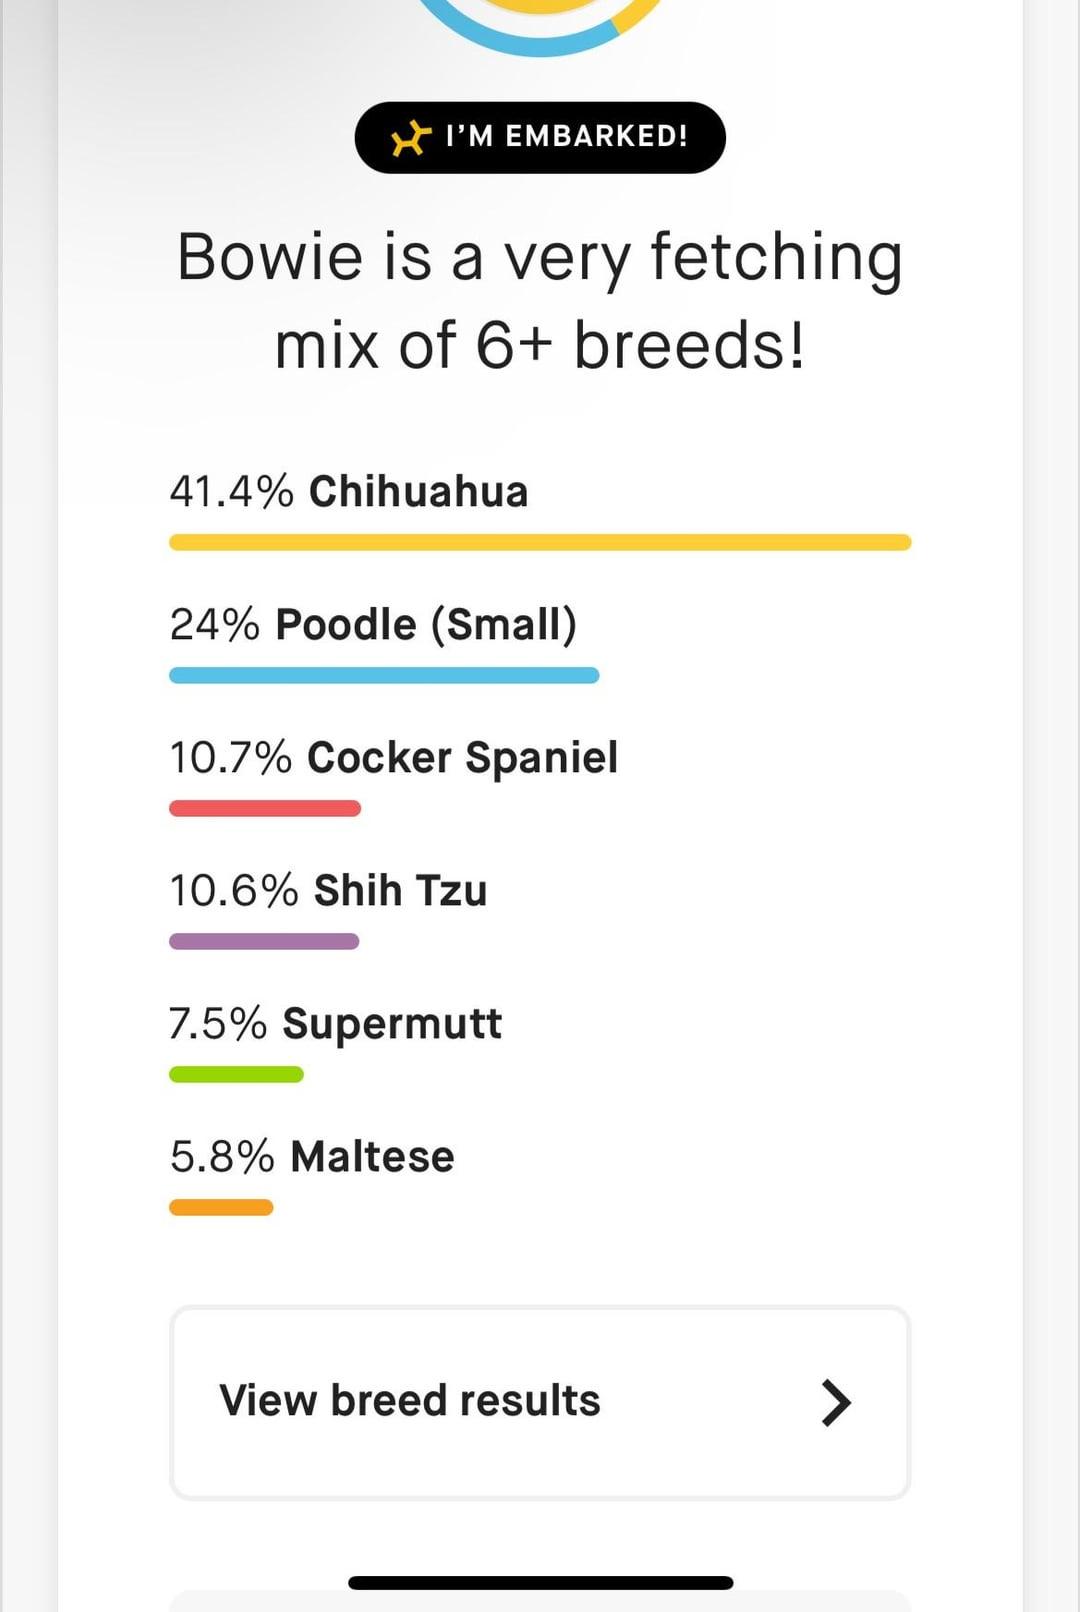 I’M EMBARKED!
Bowie is a very fetching
mix of 6+ breeds!
41.4% Chihuahua
24% Poodle (Small)
10.7% Cocker Spaniel
10.6% Shih Tzu
7.5% Supermutt
5.8% Maltese
View breed results